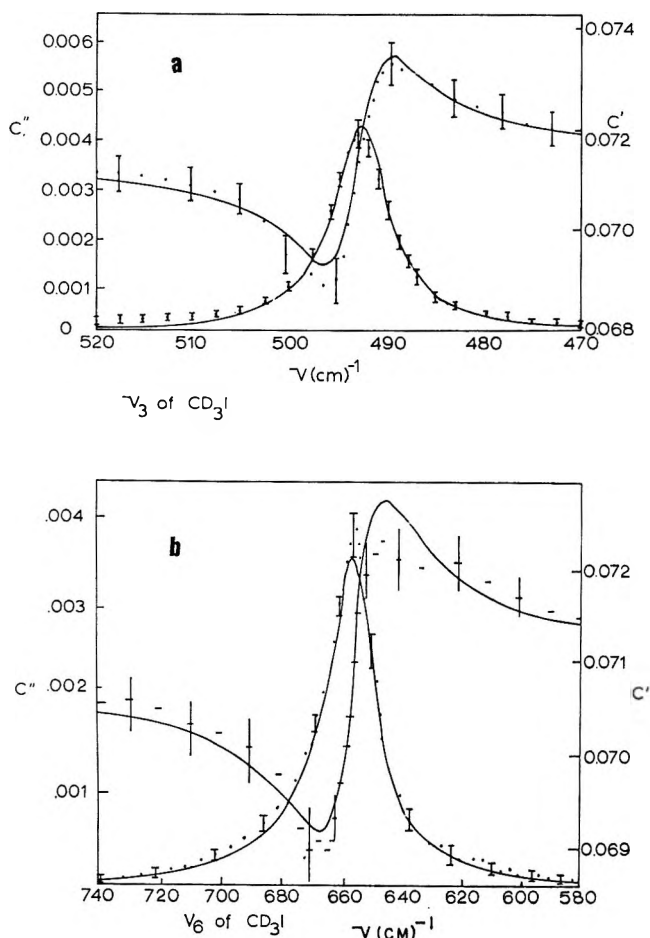 0.006
0.005
C''
0.004
0.003
0.002
0.001
0
a
0.074
C'
0.072
0.070
0.068
520 510 500 490 480 470
ν̄(cm)⁻¹
ν̄₃ of CD₃I
.004
.003
C''
.002
.001
b
0.072
0.071
C'
0.070
0.069
740 720 700 680 660 640 620 600 580
ν₆ of CD₃I
ν̄(CM)⁻¹